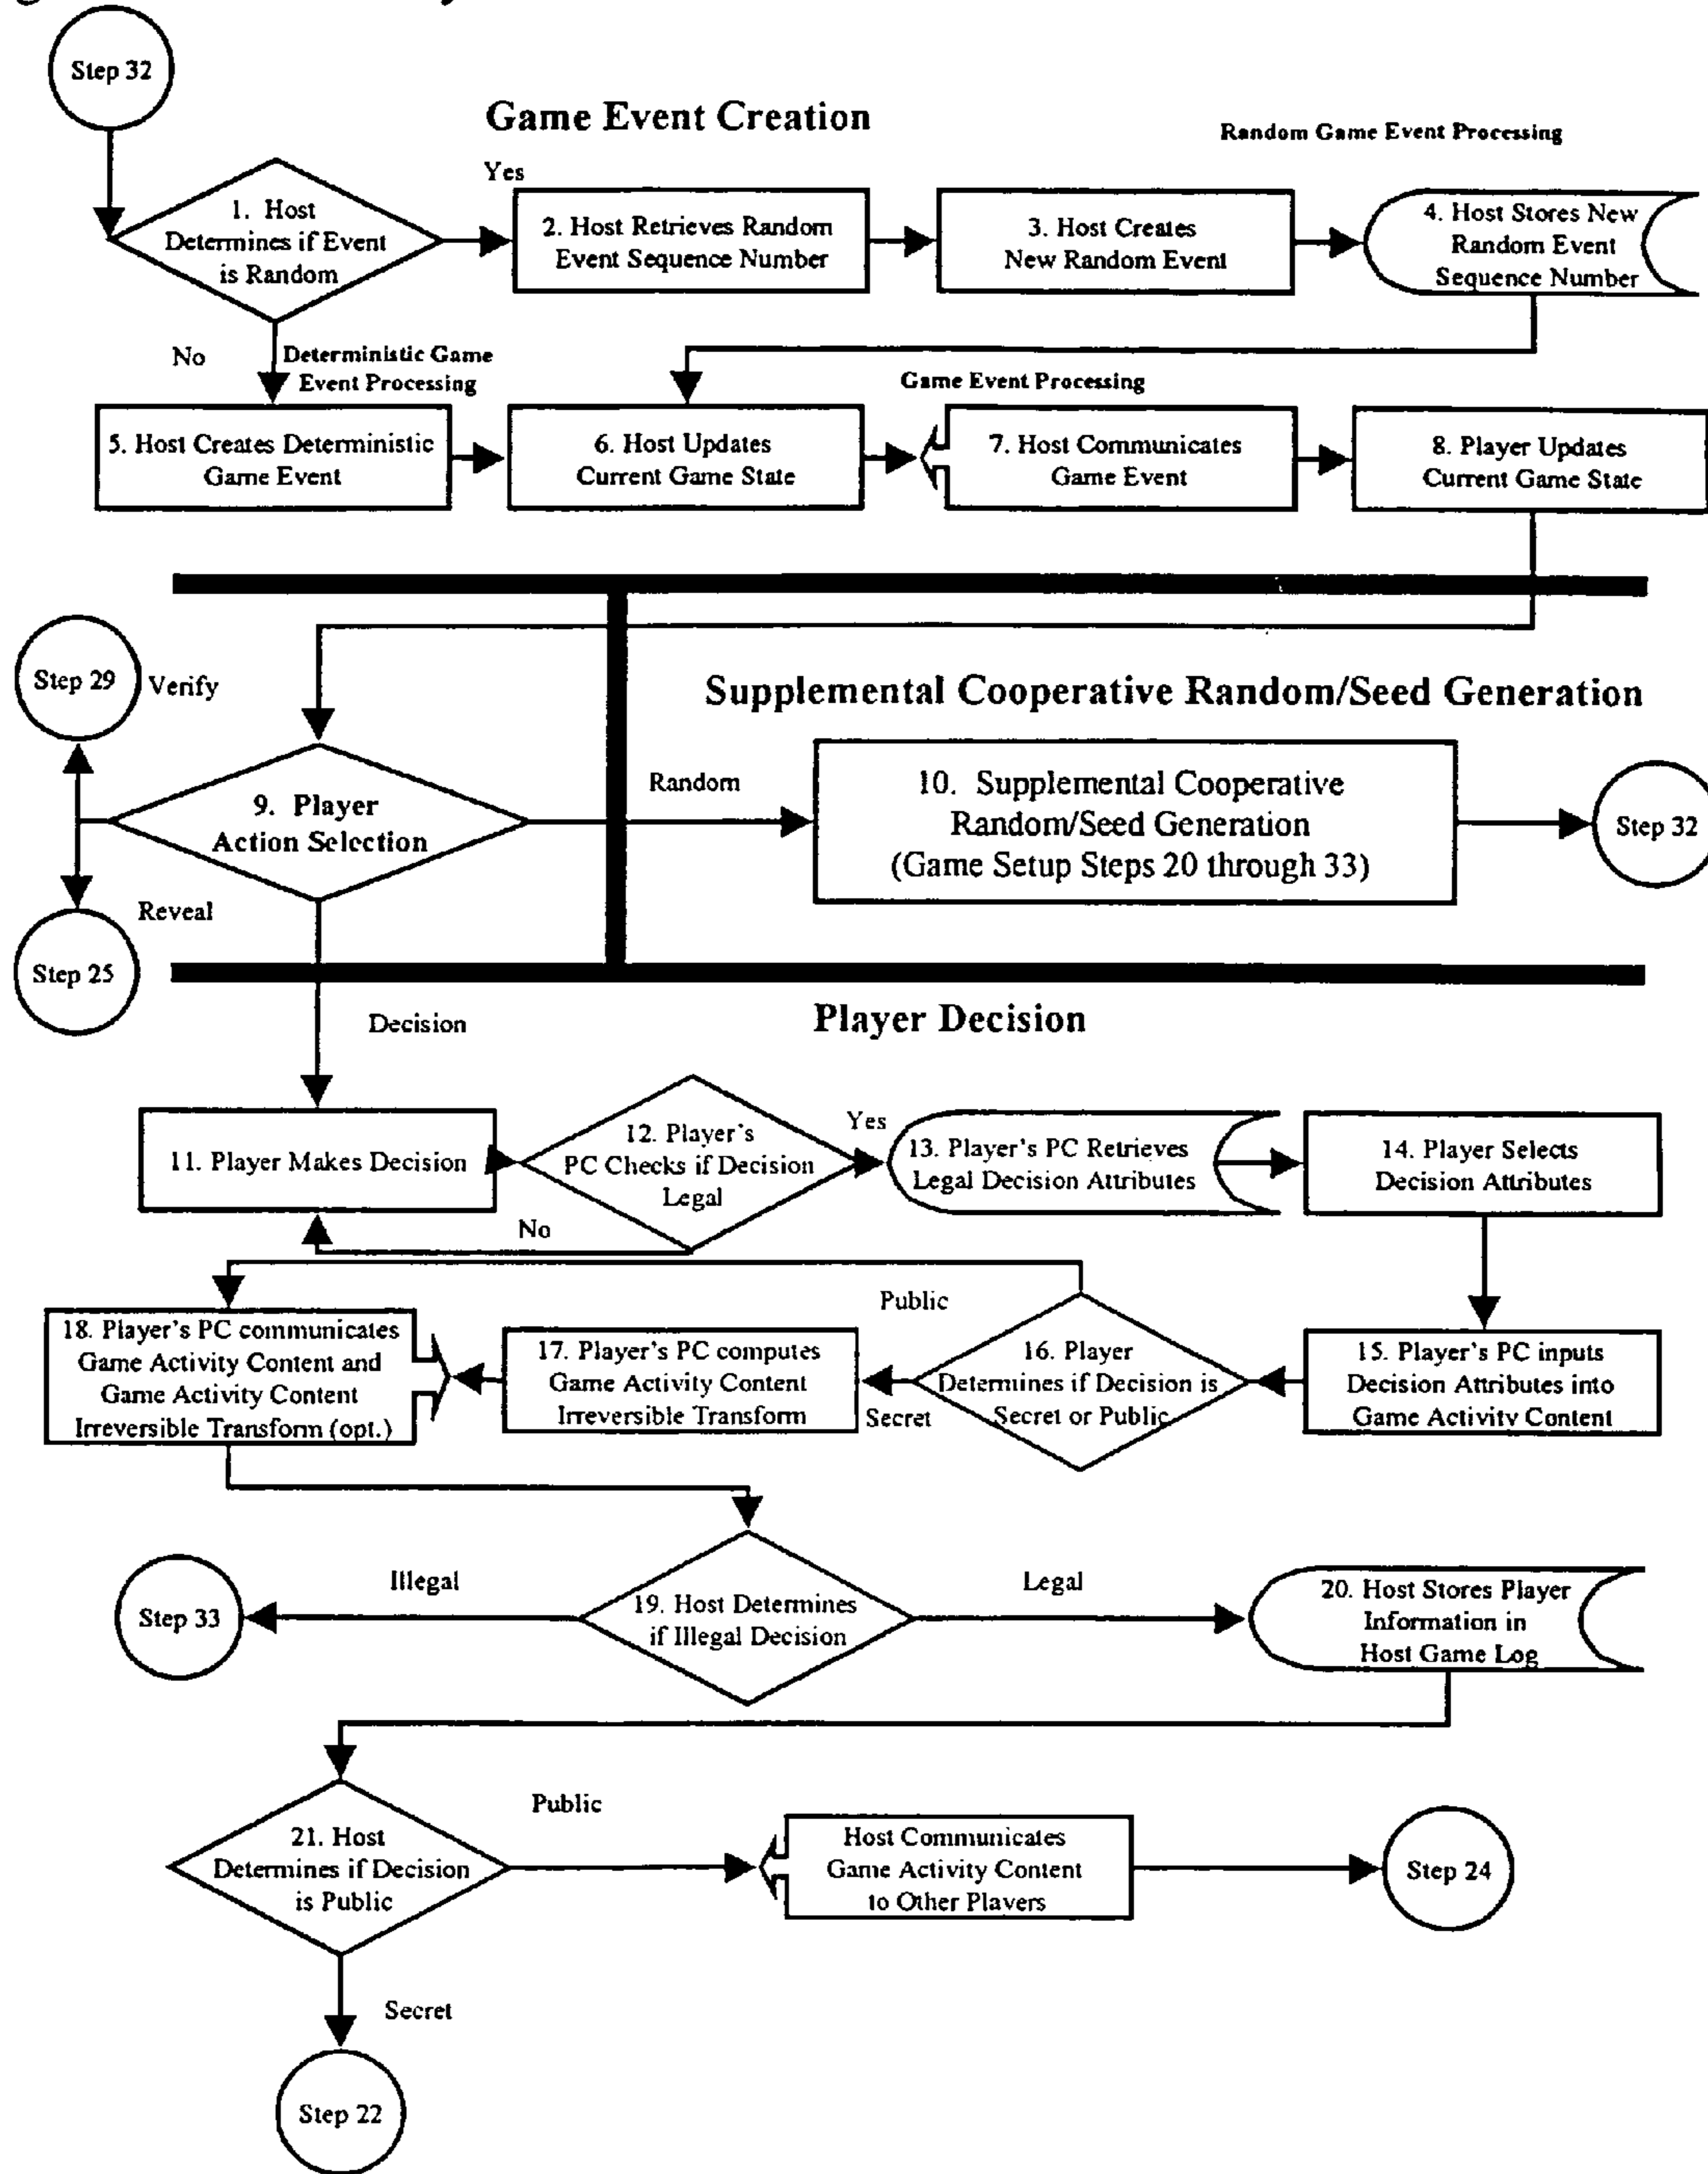 Step 32
Game Event Creation
Random Game Event Processing
Yes
1. Host
Determines if Event
is Random
2. Host Retrieves Random
Event Sequence Number
3. Host Creates
New Random Event
4. Host Stores New
Random Event
Sequence Number
No
Deterministic Game
Event Processing
Game Event Processing
5. Host Creates Deterministic
Game Event
6. Host Updates
Current Game State
7. Host Communicates
Game Event
8. Player Updates
Current Game State
Step 29
Verify
Supplemental Cooperative Random/Seed Generation
9. Player
Action Selection
Random
10. Supplemental Cooperative
Random/Seed Generation
(Game Setup Steps 20 through 33)
Step 32
Reveal
Step 25
Decision
Player Decision
11. Player Makes Decision
12. Player's
PC Checks if Decision
Legal
Yes
13. Player's PC Retrieves
Legal Decision Attributes
14. Player Selects
Decision Attributes
No
Public
18. Player's PC communicates
Game Activity Content and
Game Activity Content
Irreversible Transform (opt.)
17. Player's PC computes
Game Activity Content
Irreversible Transform
Secret
16. Player
Determines if Decision is
Secret or Public
15. Player's PC inputs
Decision Attributes into
Game Activity Content
Illegal
Legal
Step 33
19. Host Determines
if Illegal Decision
20. Host Stores Player
Information in
Host Game Log
Public
21. Host
Determines if Decision
is Public
Host Communicates
Game Activity Content
to Other Players
Step 24
Secret
Step 22